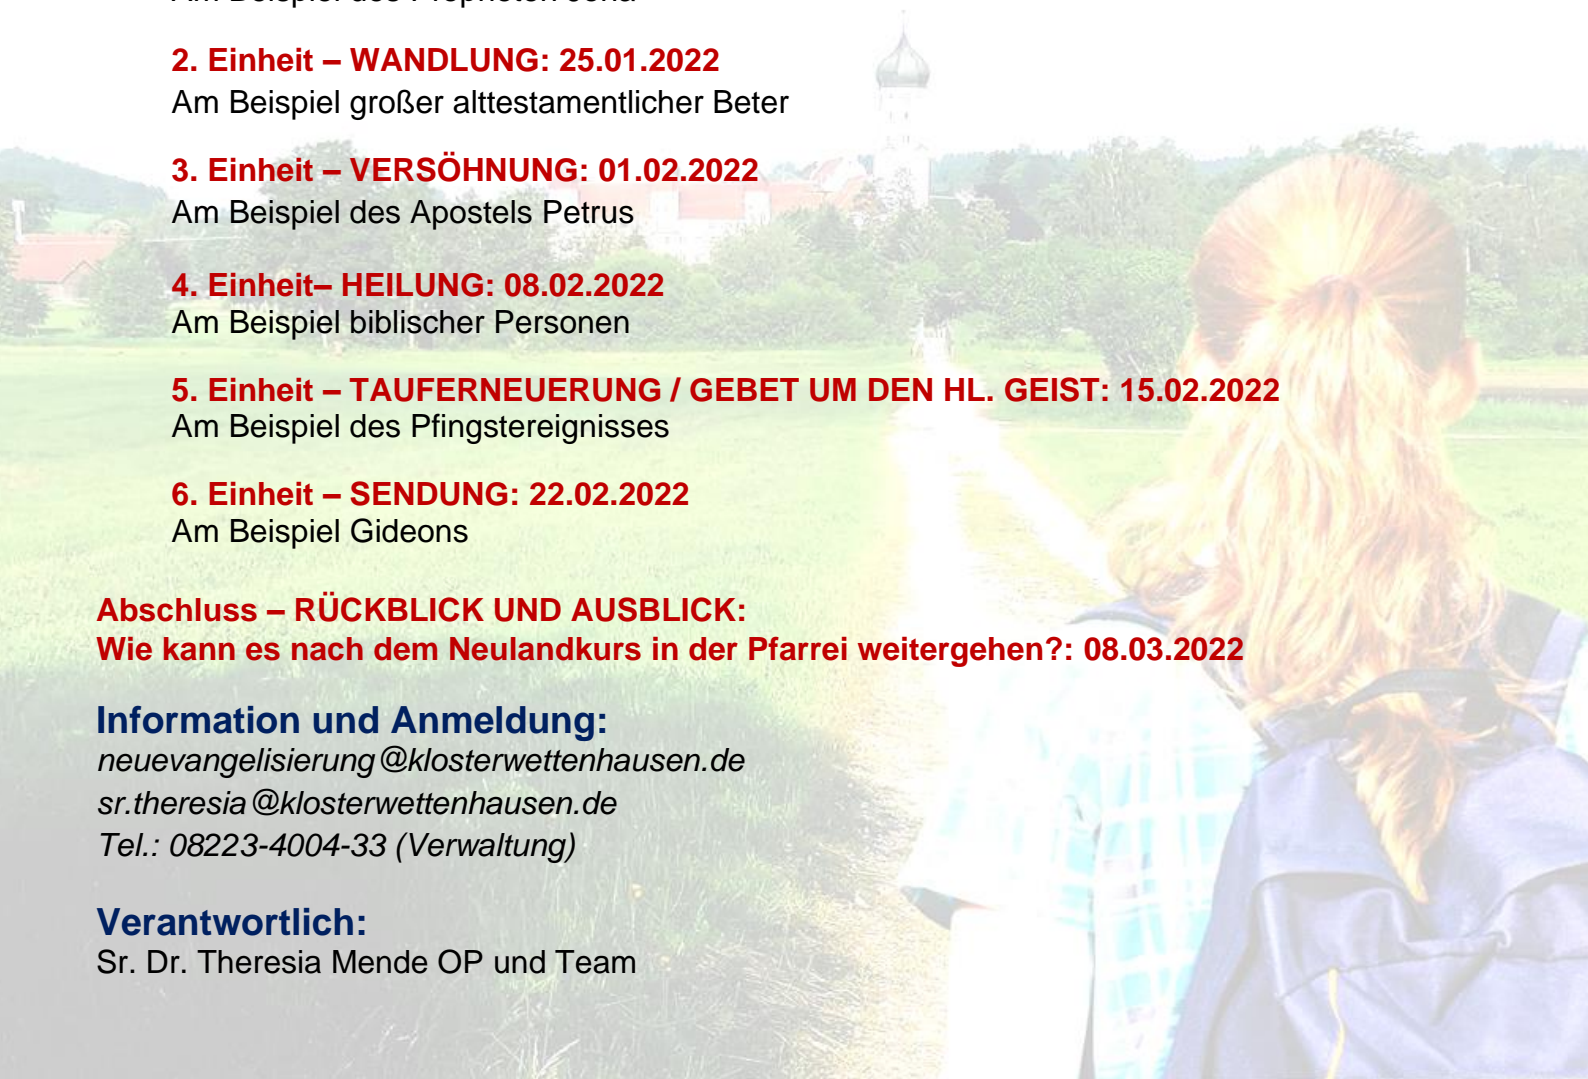 Am Beispiel des Propheten Jona
2. Einheit – WANDLUNG: 25.01.2022
Am Beispiel großer alttestamentlicher Beter
3. Einheit – VERSÖHNUNG: 01.02.2022
Am Beispiel des Apostels Petrus
4. Einheit– HEILUNG: 08.02.2022
Am Beispiel biblischer Personen
5. Einheit – TAUFERNEUERUNG / GEBET UM DEN HL. GEIST: 15.02.2022
Am Beispiel des Pfingstereignisses
6. Einheit – SENDUNG: 22.02.2022
Am Beispiel Gideons
Abschluss – RÜCKBLICK UND AUSBLICK:
Wie kann es nach dem Neulandkurs in der Pfarrei weitergehen?: 08.03.2022
Information und Anmeldung:
neuevangelisierung@klosterwettenhausen.de
sr.theresia@klosterwettenhausen.de
Tel.: 08223-4004-33 (Verwaltung)
Verantwortlich:
Sr. Dr. Theresia Mende OP und Team